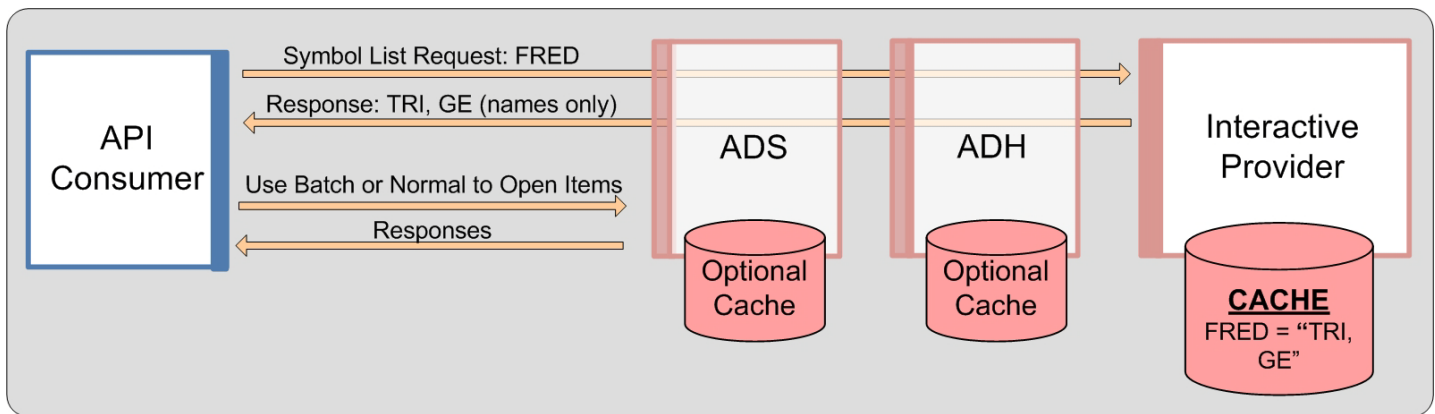 Symbol List Request: FRED
Response: TRI, GE (names only)
API
Consumer
Use Batch or Normal to Open Items
Responses
ADS
Optional
Cache
ADH
Optional
Cache
Interactive
Provider
CACHE
FRED = “TRI,
GE”